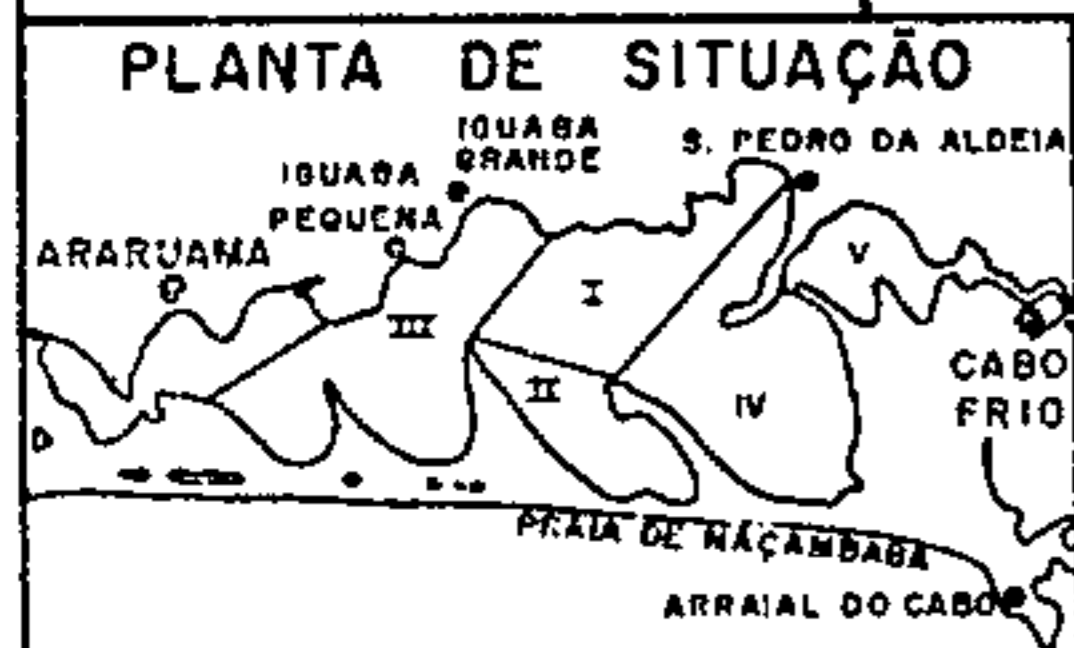 PLANTA DE SITUAÇÃO
IGUABA
GRANDE
S. PEDRO DA ALDEIA
IGUABA
PEQUENA
ARARUAMA
V
I
III
CABO
FRIO
II
IV
PRAIA DE MAÇAMBABA
ARRAIAL DO CABO